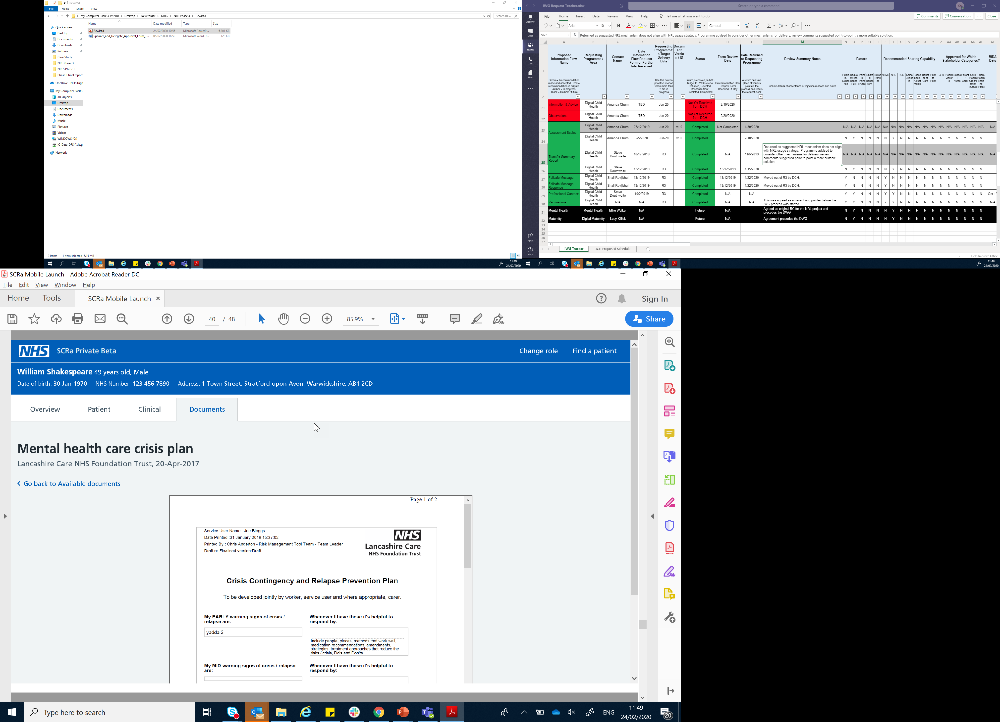 Rewired
File Home Share View
My Computer 246083-WIN10 > Desktop > New folder > NRLS > NRL Phase 3 > Rewired
Search Re...
Name Date modified Type Size
Rewired 24/02/2020 10:55 Microsoft PowerP... 6,301 KB
Speaker_and_Delegate_Approval_Form_-... 05/02/2020 16:52 Microsoft Word D... 128 KB
Quick access
Desktop
Documents
Downloads
Pictures
Case Study
NRL Phase 3
NRLS Phase 2
Phase 1 final report
OneDrive - NHS Digit
My Computer 24608
3D Objects
Desktop
Documents
Downloads
Music
Pictures
Videos
WINDOWS (C:)
IC_Data_DFS (\\ic.g
Network
2 items 1 item selected 6.15 MB
11:49
24/02/2020
IWG Request Tracker.xlsx
Search or type a command
KA
Activity
Chat
Teams
Calls
Files
Apps
Help
File Home Insert Data Review View Help Tell me what you want to do
Comments Conversation Close
Arial 10 B A General
M25 fx Returned as suggested NRL mechanism does not align with NRL usage strategy. Programme advised to consider other mechanisms for delivery, review comments suggested point-to-point a more suitable solution.
A B C D E F G H L M N O P Q R S T U V W X Y Z AA AB AC AD AE AF
1 Proposed Information Flow Name
Requesting Programme / Area
Contact Name
Date Information Flow Request Form or Further Info Received
Requesting Programme's Target Delivery Date
Document Version / ID
Status
Form Review Date
Date Returned to Requesting Programme
Review Summary Notes
Pattern
Recommended Sharing Capability
Approved for Which Stakeholder Categories?
BIDA Date
2 Green = Recommendation made and accepted. Red = recommendation in dispute. Amber = In progress. Black = On hold / future
Use this date to prioritise reviews when more than 2 are in progress
Future, Received, In IWG Triage, In IWG Review, Returned, Rejected, Response Sent, Escalated, Completed
Date Information Flow Request Form Received +1 Day
A return can take place at various points in the process and resets the request clock
Include details of acceptance or rejection reasons and dates
Publish / Subscribe
Request/Response (Pull)
Point to Point (Push)
Shared Repository
Batch Transfer
NEMS
NRL
PDS
Spine Clinicals
Reasonable Adjustments
Transfer of Care
Point to Point
GPs
Health Visitors
School Nurse
Parent / Carer
Child Health Organisation (CHO)
Public Health England (PHE)
21 Information & Advice Digital Child Health Amanda Churn TBD Jun-20 Not Yet Received from DCH 2/19/2020
22 Observations Digital Child Health Amanda Churn TBD Jun-20 Not Yet Received from DCH 2/20/2020
23 Assessment Scales Digital Child Health Amanda Churn 27/12/2019 Jun-20 v1.0 Completed Not Completed 1/30/2020 N/A N/A N/A N/A N/A N/A N/A N/A N/A N/A N/A N/A N/A N/A N/A N/A N/A N/A N/A
24 Digital Child Health Amanda Churn 2/5/2020 Jun-20 v1.0 Completed 2/10/2020 N Y N N N N Y N N N N N N Y N Y N N
25 Transfer Summary Report Digital Child Health Steve Douthwaite 10/17/2019 R3 Completed N/A 11/6/2019 Returned as suggested NRL mechanism does not align with NRL usage strategy. Programme advised to consider other mechanisms for delivery, review comments suggested point-to-point a more suitable solution. N/A N/A N/A N/A N/A N/A N/A N/A N/A N/A N/A N/A N/A N/A N/A N/A N/A N/A N/A
26 Digital Child Health Steve Douthwaite 13/12/2019 R3 Completed 13/12/2019 1/15/2020 N Y N N N N Y N N N N N N N N N N N
27 Failsafe Message Digital Child Health Shail Ravjibhai 13/12/2019 R3 Completed 13/12/2019 1/22/2020 Moved out of R3 by DCH. Y N N N N Y N N N N N N N N N N N N
28 Failsafe Message Response Digital Child Health Shail Ravjibhai 13/12/2019 R3 Completed 13/12/2019 1/22/2020 Moved out of R3 by DCH. Y N N N N Y N N N N N N N N N N N N
29 Professional Contacts Digital Child Health Steve Douthwaite 10/2/2019 R3 Completed N/A N/A Y Y N N N Y Y N N N N N N N N N N N Oct-19
30 Vaccinations Digital Child Health N/A N/A R3 Completed N/A N/A This was agreed as an event and pointer before the IWG process was started. Y Y N N N Y Y N N N N N N N N N N N N/A
31 Mental Health Mental Health Mike Walker N/A Future N/A Agreed as original BC for the NRL project and precedes the DWG N Y N N N N Y N N N N N N N N N N N
32 Maternity Digital Maternity Lucy Killick N/A Future N/A Agreement precedes the DWG N Y N N N N Y N N N N N N N N N N N
33
34
35
36
37
IWG Tracker DCH Proposed Schedule
Help Improve Office
11:49
24/02/2020
SCRa Mobile Launch - Adobe Acrobat Reader DC
File Edit View Window Help
Home Tools SCRa Mobile Launch Sign In
40 / 48 85.9% Share
NHS SCRa Private Beta Change role Find a patient
William Shakespeare 49 years old, Male
Date of birth: 30-Jan-1970 NHS Number: 123 456 7890 Address: 1 Town Street, Stratford-upon-Avon, Warwickshire, AB1 2CD
Overview Patient Clinical Documents
Mental health care crisis plan
Lancashire Care NHS Foundation Trust, 20-Apr-2017
Go back to Available documents
Page 1 of 2
Service User Name : Joe Bloggs
Date Printed :31 January 2018 15:37:02
Printed By : Chris Anderton - Risk Management Tool Team - Team Leader
Draft or Finalised version:Draft
NHS
Lancashire Care
NHS Foundation Trust
Crisis Contingency and Relapse Prevention Plan
To be developed jointly by worker, service user and where appropriate, carer.
My EARLY warning signs of crisis /
relapse are:
yadda 2
Whenever I have these it's helpful to
respond by:
Include people, places, methods that work well,
medication recommendations, amendments,
strategies, treatment approaches that reduce the
risks / crisis, Do's and Don'ts
My MID warning signs of crisis / relapse
are:
Whenever I have these it's helpful to
respond by:
Type here to search
ENG
11:49
24/02/2020
20